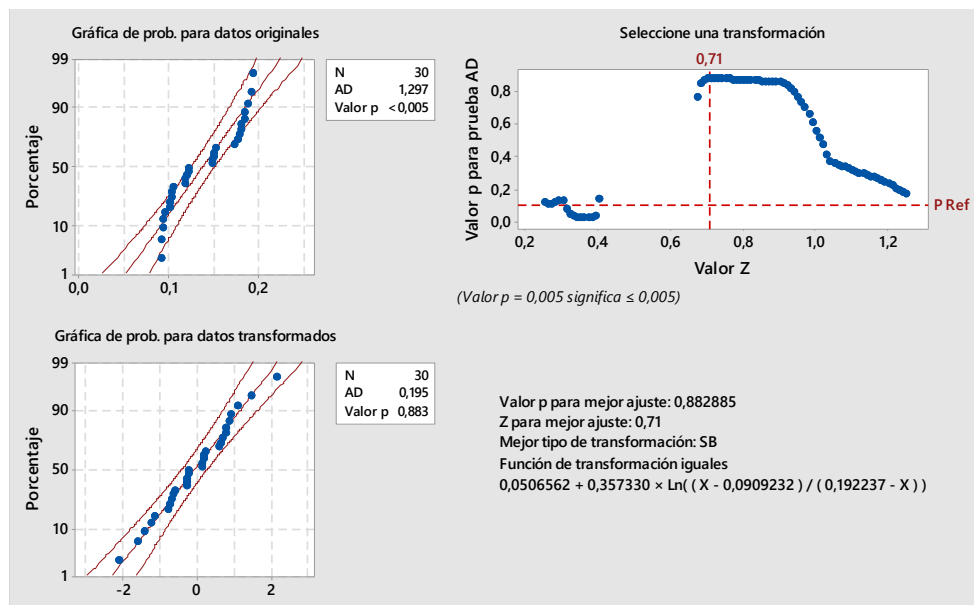 Gráfica de prob. para datos originales
99
90
50
10
1
Porcentaje
0,0 0,1 0,2
N 30
AD 1,297
Valor p <0,005
Seleccione una transformación
0,71
0,8
0,6
0,4
0,2
0,0
Valor p para prueba AD
P Ref
0,2 0,4 0,6 0,8 1,0 1,2
Valor Z
(Valor p = 0,005 significa ≤ 0,005)
Gráfica de prob. para datos transformados
99
90
50
10
1
Porcentaje
-2 0 2
N 30
AD 0,195
Valor p 0,883
Valor p para mejor ajuste: 0,882885
Z para mejor ajuste: 0,71
Mejor tipo de transformación: SB
Función de transformación iguales
0,0506562 + 0,357330 × Ln( ( X - 0,0909232 ) / ( 0,192237 - X ) )